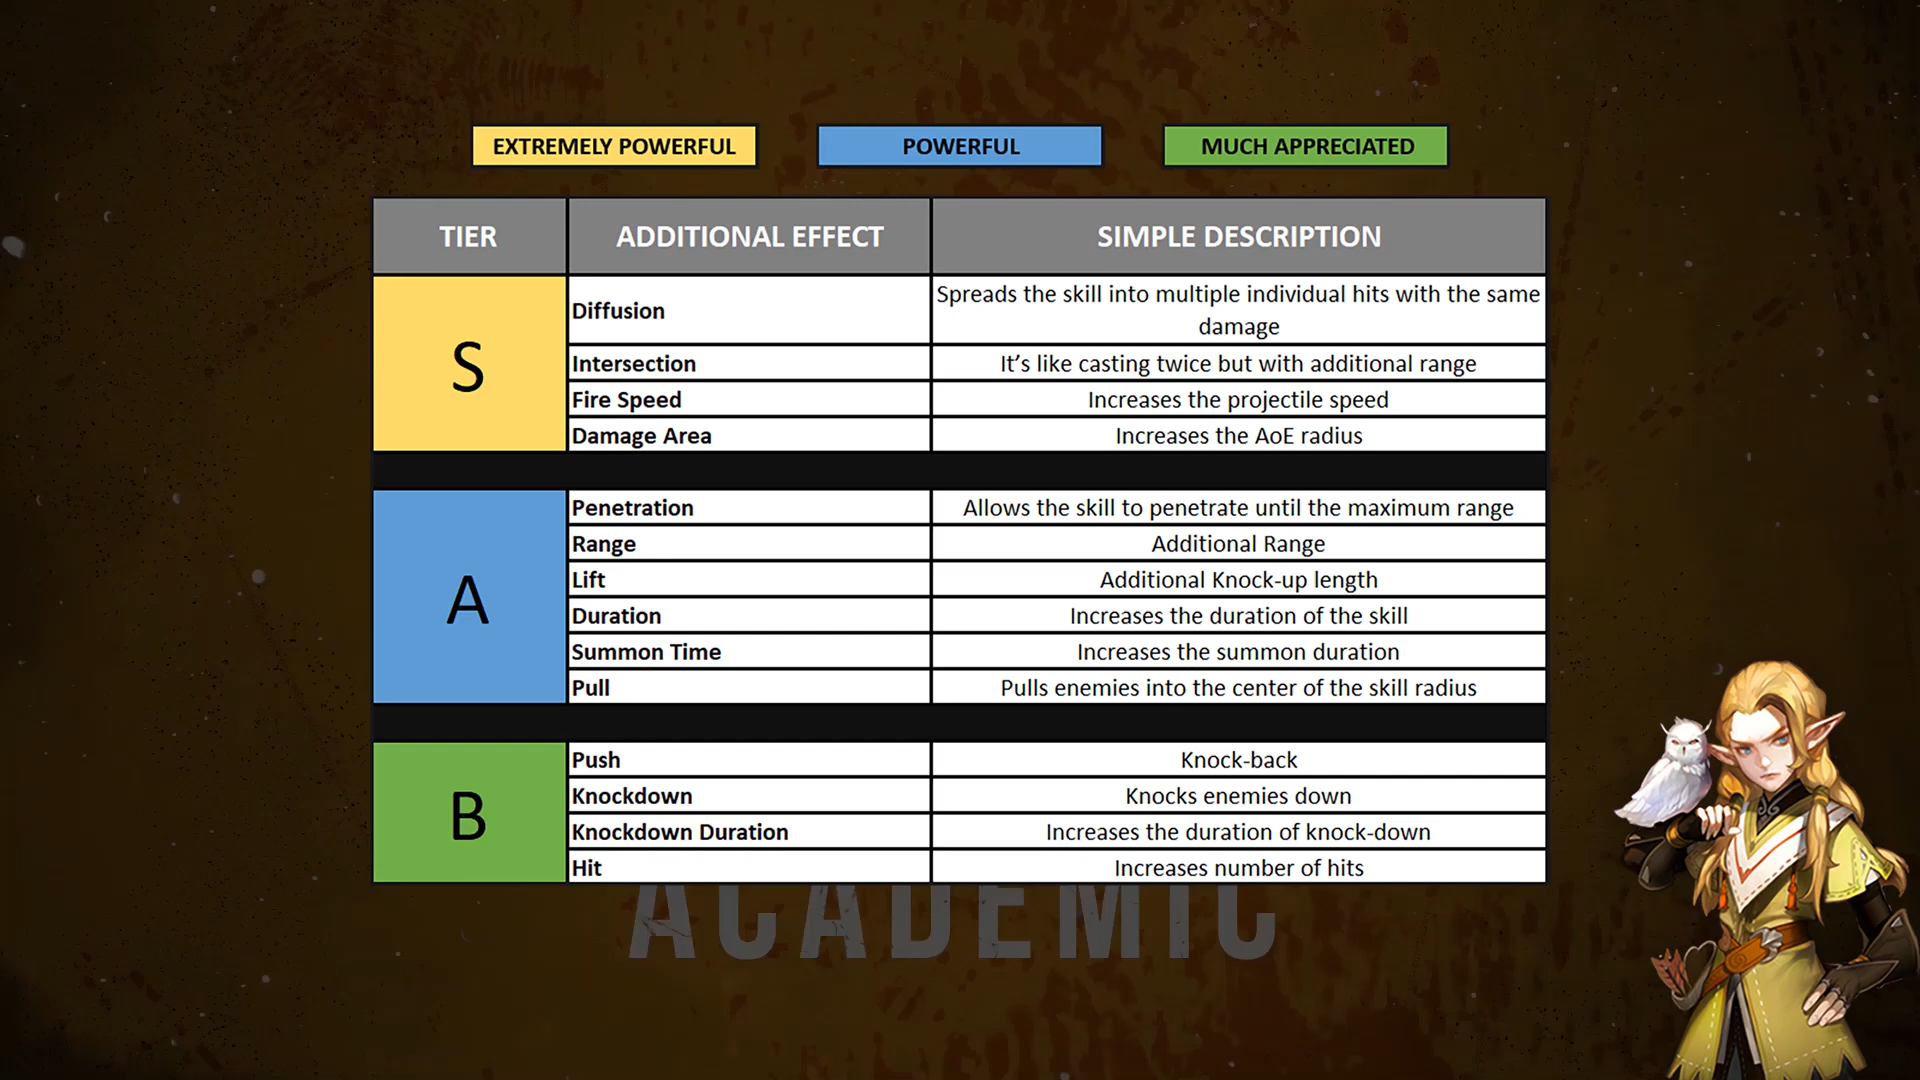 EXTREMELY POWERFUL
POWERFUL
MUCH APPRECIATED
TIER ADDITIONAL EFFECT SIMPLE DESCRIPTION
S
Diffusion
Spreads the skill into multiple individual hits with the same
damage
Intersection It’s like casting twice but with additional range
Fire Speed Increases the projectile speed
Damage Area Increases the AoE radius
A
Penetration Allows the skill to penetrate until the maximum range
Range Additional Range
Lift Additional Knock-up length
Duration Increases the duration of the skill
Summon Time Increases the summon duration
Pull Pulls enemies into the center of the skill radius
B
Push Knock-back
Knockdown Knocks enemies down
Knockdown Duration Increases the duration of knock-down
Hit Increases number of hits
ACADEMIC